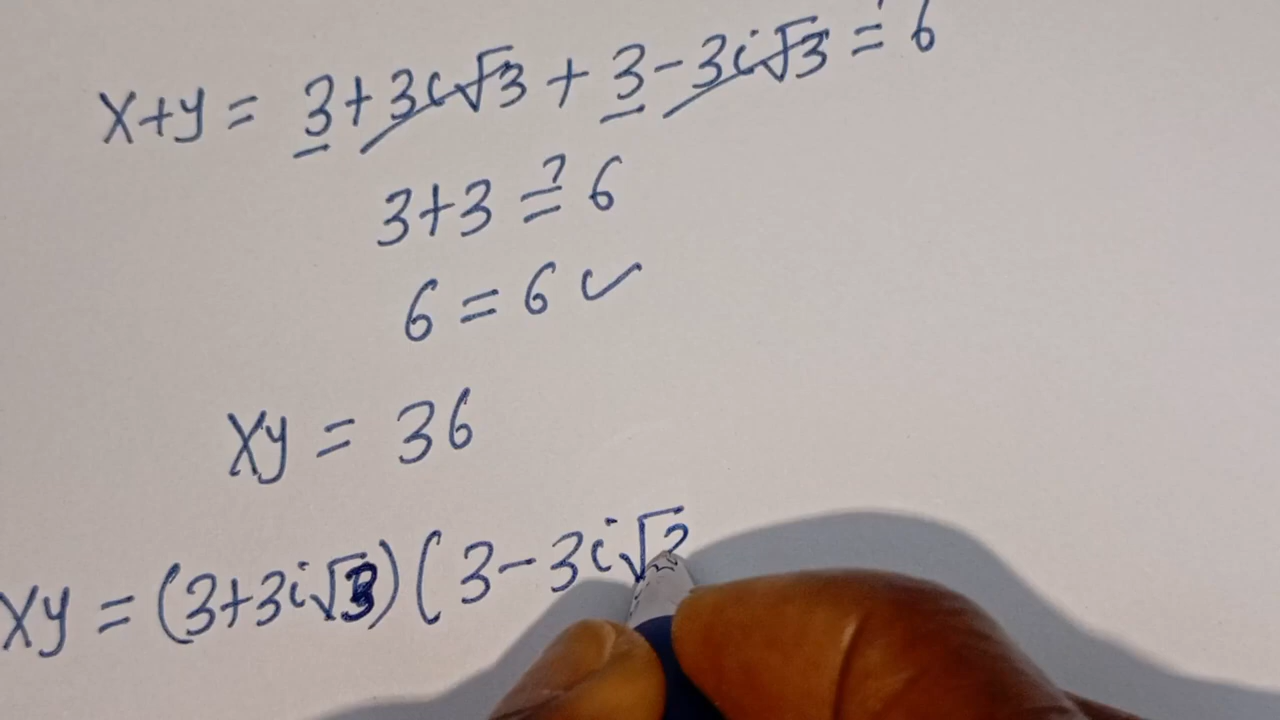 x+y = 3+3i√3 + 3-3i√3 ≟ 6
3+3 ≟ 6
6 = 6 ✓
xy = 36
xy = (3+3i√3)(3-3i√3